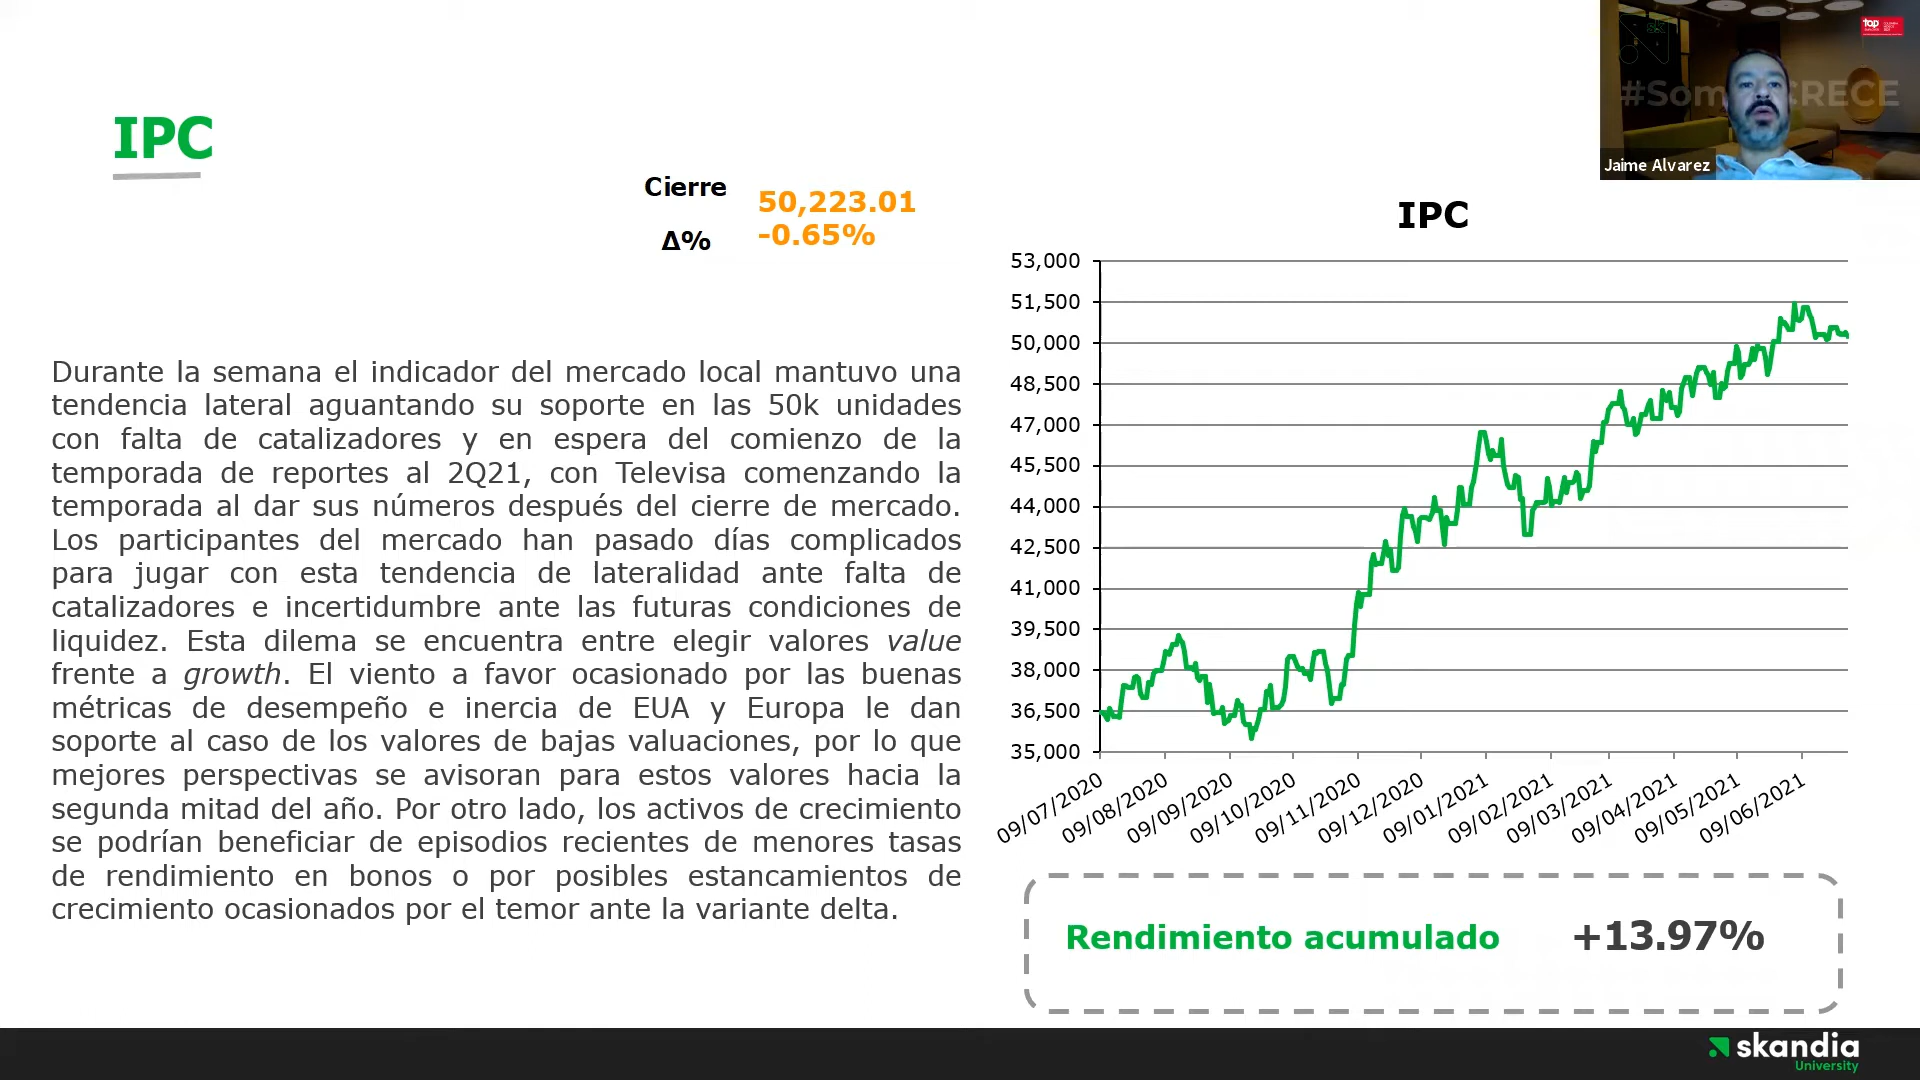 IPC
Cierre
50,223.01
Δ%
-0.65%
Durante la semana el indicador del mercado local mantuvo una
tendencia lateral aguantando su soporte en las 50k unidades
con falta de catalizadores y en espera del comienzo de la
temporada de reportes al 2Q21, con Televisa comenzando la
temporada al dar sus números después del cierre de mercado.
Los participantes del mercado han pasado días complicados
para jugar con esta tendencia de lateralidad ante falta de
catalizadores e incertidumbre ante las futuras condiciones de
liquidez. Esta dilema se encuentra entre elegir valores value
frente a growth. El viento a favor ocasionado por las buenas
métricas de desempeño e inercia de EUA y Europa le dan
soporte al caso de los valores de bajas valuaciones, por lo que
mejores perspectivas se avisoran para estos valores hacia la
segunda mitad del año. Por otro lado, los activos de crecimiento
se podrían beneficiar de episodios recientes de menores tasas
de rendimiento en bonos o por posibles estancamientos de
crecimiento ocasionados por el temor ante la variante delta.
top
#Som CRECE
Jaime Alvarez
IPC
53,000
51,500
50,000
48,500
47,000
45,500
44,000
42,500
41,000
39,500
38,000
36,500
35,000
09/07/2020
09/08/2020
09/09/2020
09/10/2020
09/11/2020
09/12/2020
09/01/2021
09/02/2021
09/03/2021
09/04/2021
09/05/2021
09/06/2021
Rendimiento acumulado +13.97%
skandia
University